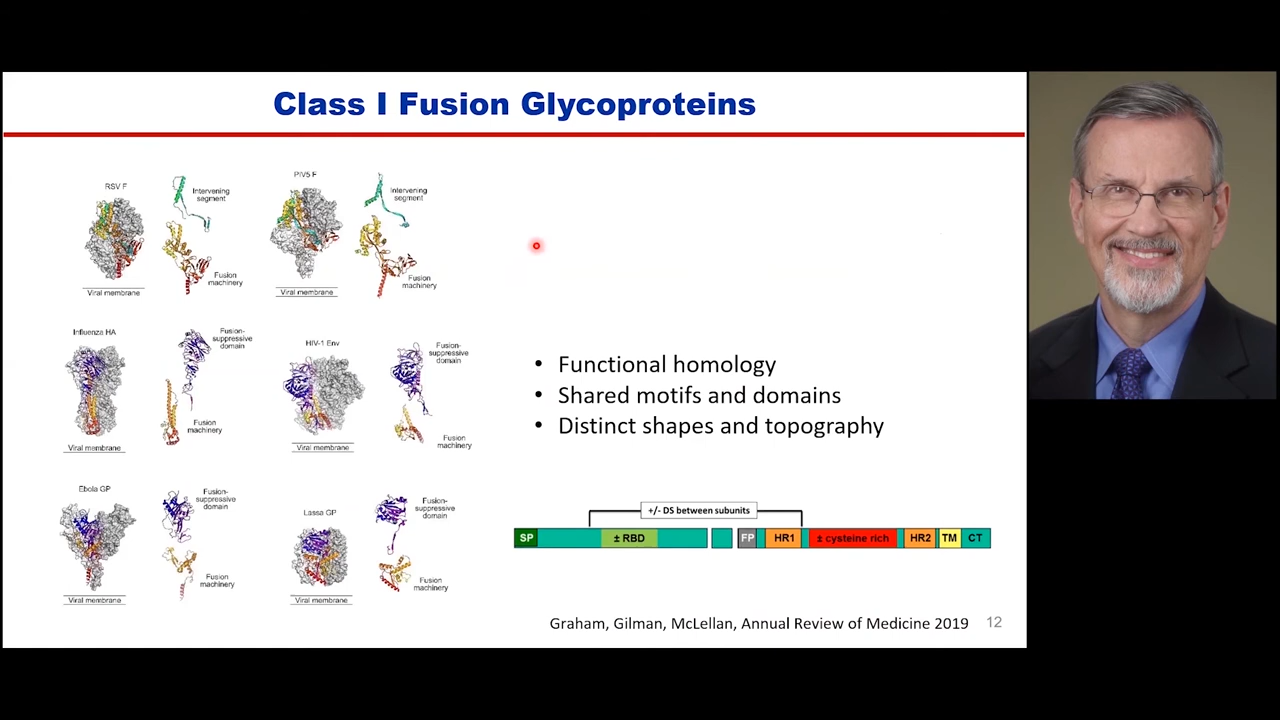 Class I Fusion Glycoproteins
RSV F
Intervening
segment
Fusion
machinery
Viral membrane
PIV5 F
Intervening
segment
Fusion
machinery
Viral membrane
Influenza HA
Fusion-
suppressive
domain
Fusion
machinery
Viral membrane
HIV-1 Env
Fusion-
suppressive
domain
Fusion
machinery
Viral membrane
Ebola GP
Fusion-
suppressive
domain
Fusion
machinery
Viral membrane
Lassa GP
Fusion-
suppressive
domain
Fusion
machinery
Viral membrane
• Functional homology
• Shared motifs and domains
• Distinct shapes and topography
+/- DS between subunits
SP ± RBD FP HR1 ± cysteine rich HR2 TM CT
Graham, Gilman, McLellan, Annual Review of Medicine 2019 12